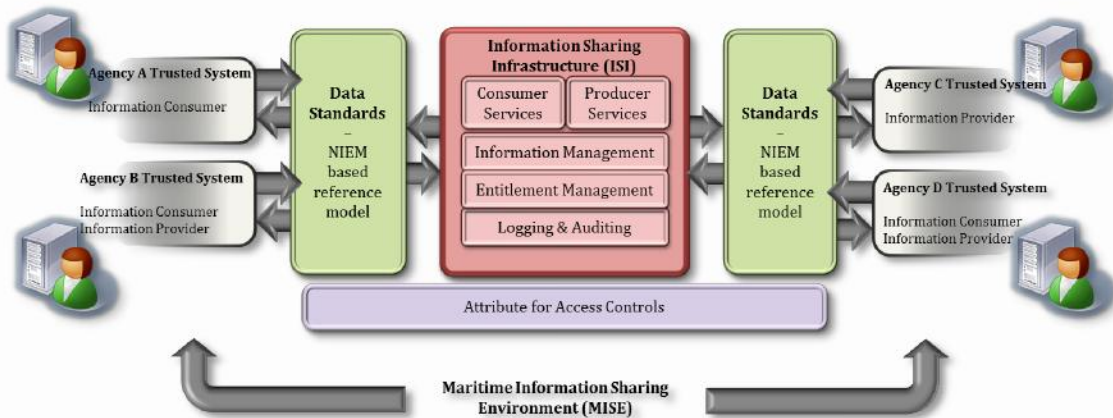 Agency A Trusted System
Information Consumer
Agency B Trusted System
Information Consumer
Information Provider
Data
Standards
–
NIEM
based
reference
model
Information Sharing
Infrastructure (ISI)
Consumer
Services
Producer
Services
Information Management
Entitlement Management
Logging & Auditing
Data
Standards
–
NIEM
based
reference
model
Agency C Trusted System
Information Provider
Agency D Trusted System
Information Consumer
Information Provider
Attribute for Access Controls
Maritime Information Sharing
Environment (MISE)